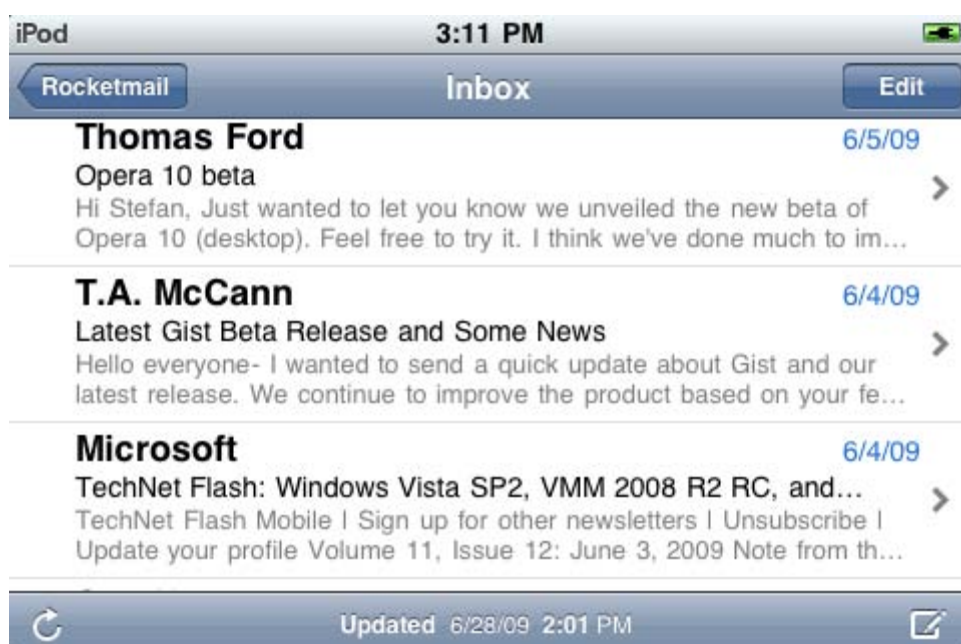 iPod 3:11 PM
Rocketmail Inbox Edit
Thomas Ford 6/5/09
Opera 10 beta
Hi Stefan, Just wanted to let you know we unveiled the new beta of
Opera 10 (desktop). Feel free to try it. I think we've done much to im...
T.A. McCann 6/4/09
Latest Gist Beta Release and Some News
Hello everyone- I wanted to send a quick update about Gist and our
latest release. We continue to improve the product based on your fe...
Microsoft 6/4/09
TechNet Flash: Windows Vista SP2, VMM 2008 R2 RC, and...
TechNet Flash Mobile | Sign up for other newsletters | Unsubscribe |
Update your profile Volume 11, Issue 12: June 3, 2009 Note from th...
Updated 6/28/09 2:01 PM